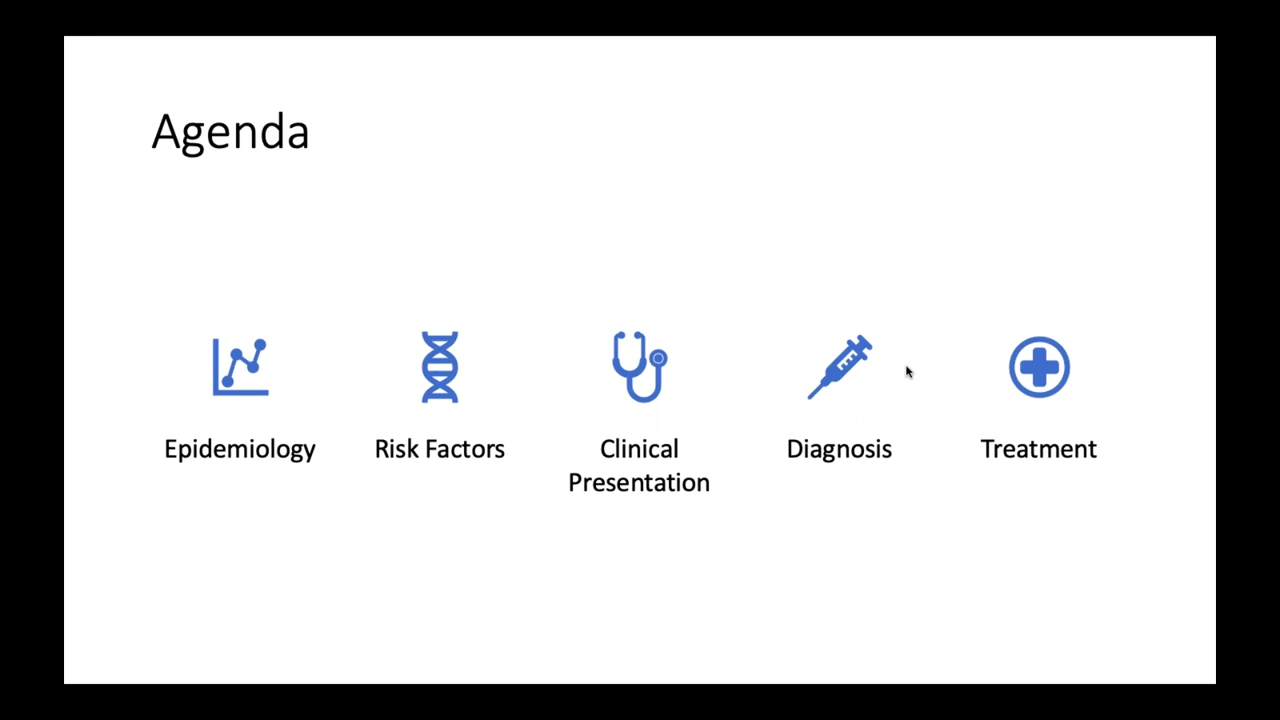 Agenda
Epidemiology
Risk Factors
Clinical
Presentation
Diagnosis
Treatment